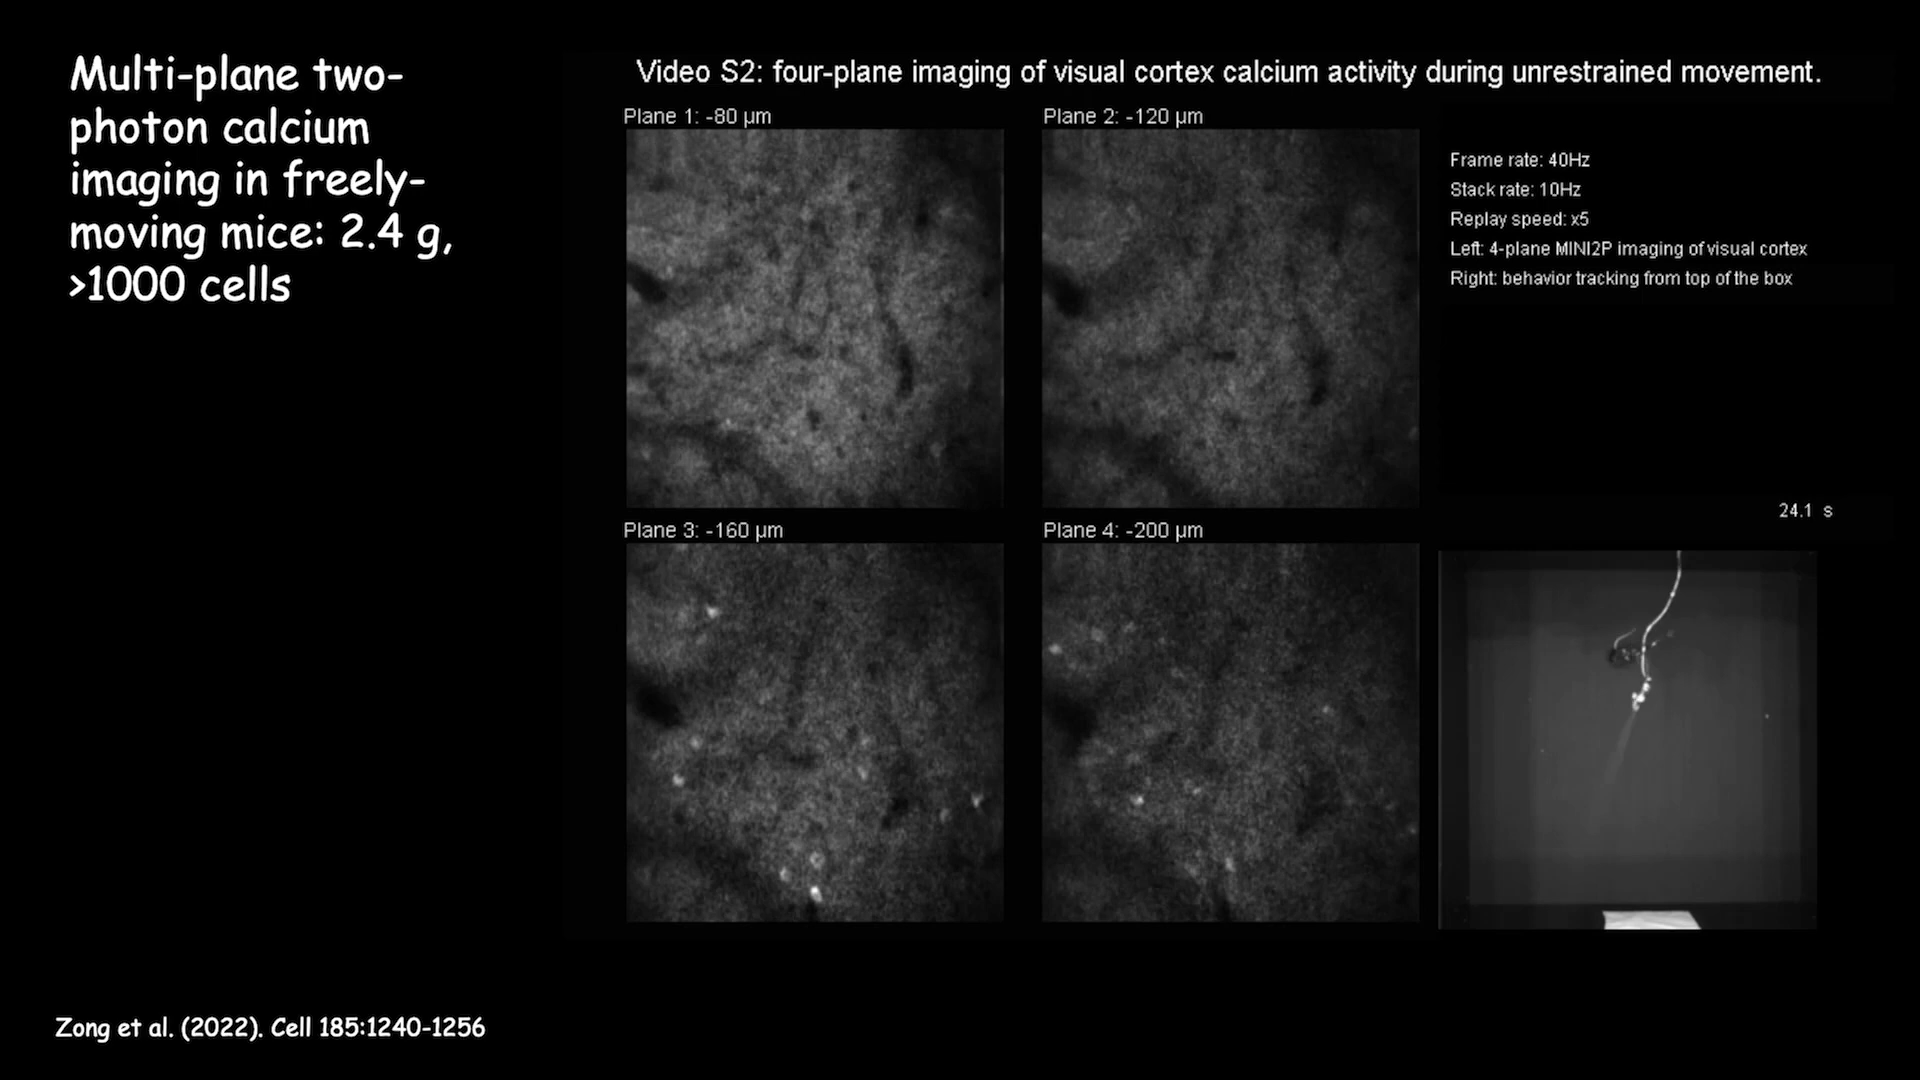 Multi-plane two-
photon calcium
imaging in freely-
moving mice: 2.4 g,
>1000 cells
Video S2: four-plane imaging of visual cortex calcium activity during unrestrained movement.
Plane 1: -80 µm
Plane 2: -120 µm
Frame rate: 40Hz
Stack rate: 10Hz
Replay speed: x5
Left: 4-plane MINI2P imaging of visual cortex
Right: behavior tracking from top of the box
Plane 3: -160 µm
Plane 4: -200 µm
24.1 s
Zong et al. (2022). Cell 185:1240-1256